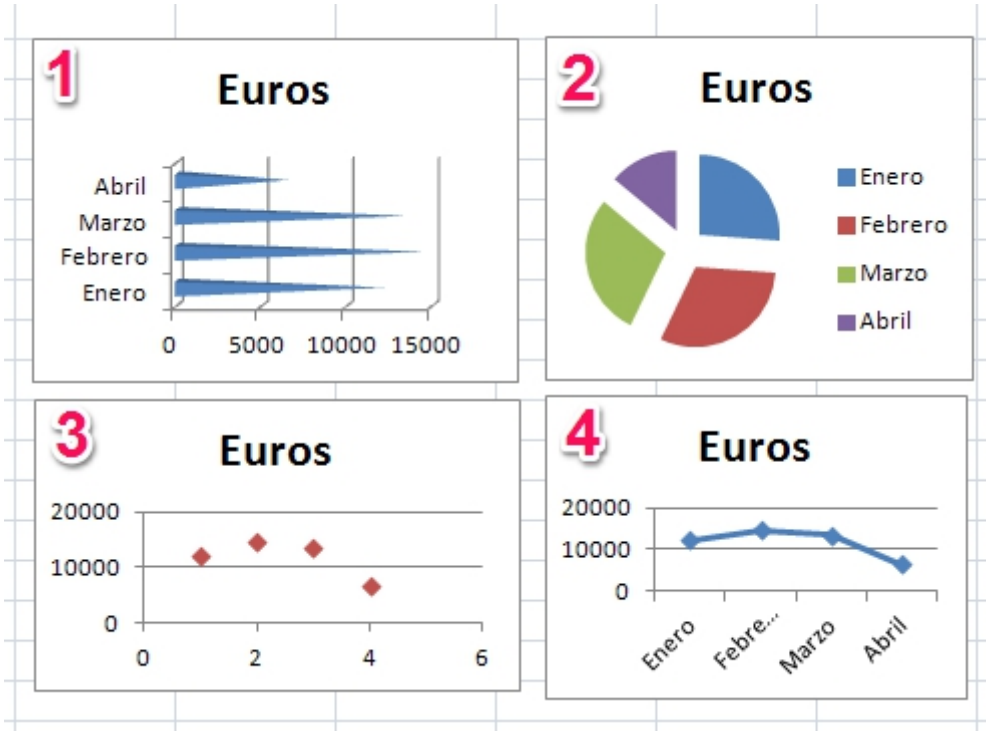 1
Euros
Abril
Marzo
Febrero
Enero
0 5000 10000 15000
2
Euros
Enero
Febrero
Marzo
Abril
3
Euros
20000
10000
0
0 2 4 6
4
Euros
20000
10000
0
Enero Febre... Marzo Abril